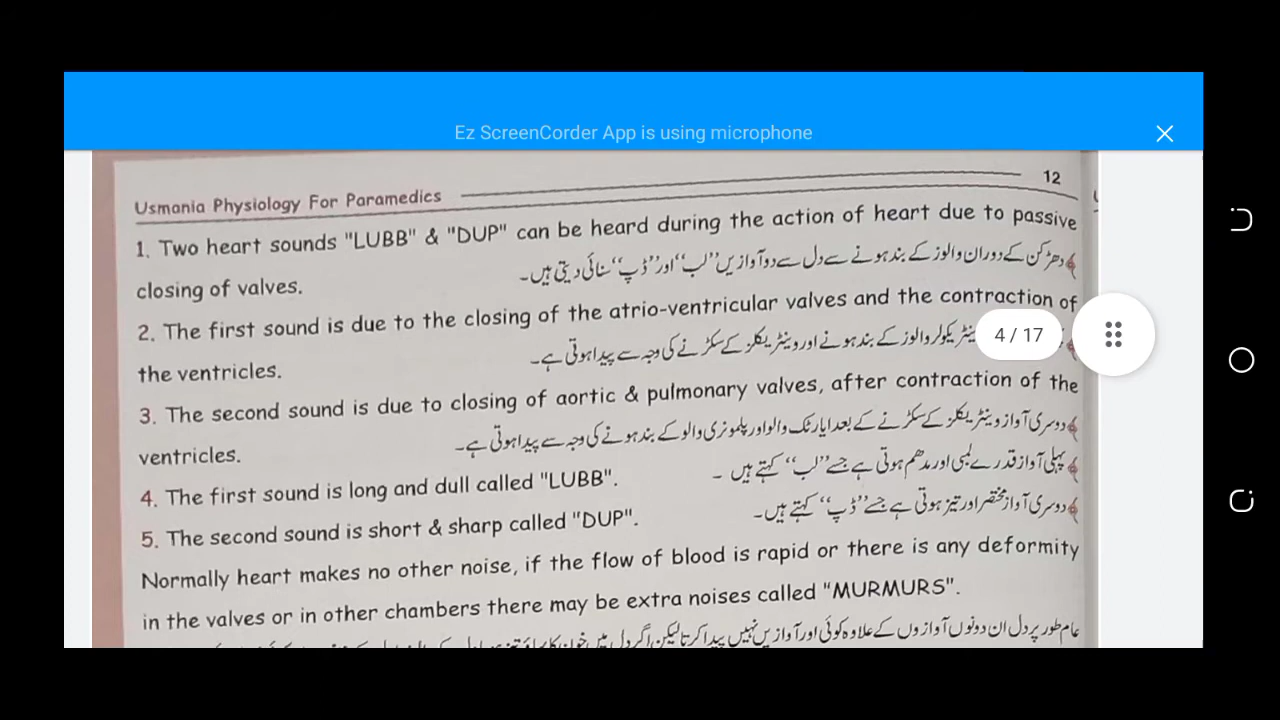 Ez ScreenCorder App is using microphone
Usmania Physiology For Paramedics
12
1. Two heart sounds "LUBB" & "DUP" can be heard during the action of heart due to passive
closing of valves.
﴾دھڑکن کے دوران والوز کے بند ہونے سے دل سے دو آوازیں ”لب“ اور ”ڈپ“ سنائی دیتی ہیں۔
2. The first sound is due to the closing of the atrio-ventricular valves and the contraction of
the ventricles.
ینٹریکولر والوز کے بند ہونے اور وینٹریکلز کے سکڑنے کی وجہ سے پیدا ہوتی ہے۔
4 / 17
3. The second sound is due to closing of aortic & pulmonary valves, after contraction of the
ventricles.
﴾دوسری آواز وینٹریکلز کے سکڑنے کے بعد ایارٹک والو اور پلمونری والو کے بند ہونے کی وجہ سے پیدا ہوتی ہے۔
4. The first sound is long and dull called "LUBB".
﴾پہلی آواز قدرے لمبی اور مدھم ہوتی ہے جسے ”لب“ کہتے ہیں ۔
5. The second sound is short & sharp called "DUP".
﴾دوسری آواز مختصر اور تیز ہوتی ہے جسے ”ڈپ“ کہتے ہیں۔
Normally heart makes no other noise, if the flow of blood is rapid or there is any deformity
in the valves or in other chambers there may be extra noises called "MURMURS".
عام طور پر دل ان دونوں آوازوں کے علاوہ کوئی اور آوازیں نہیں پیدا کرتا لیکن اگر دل میں خون کا